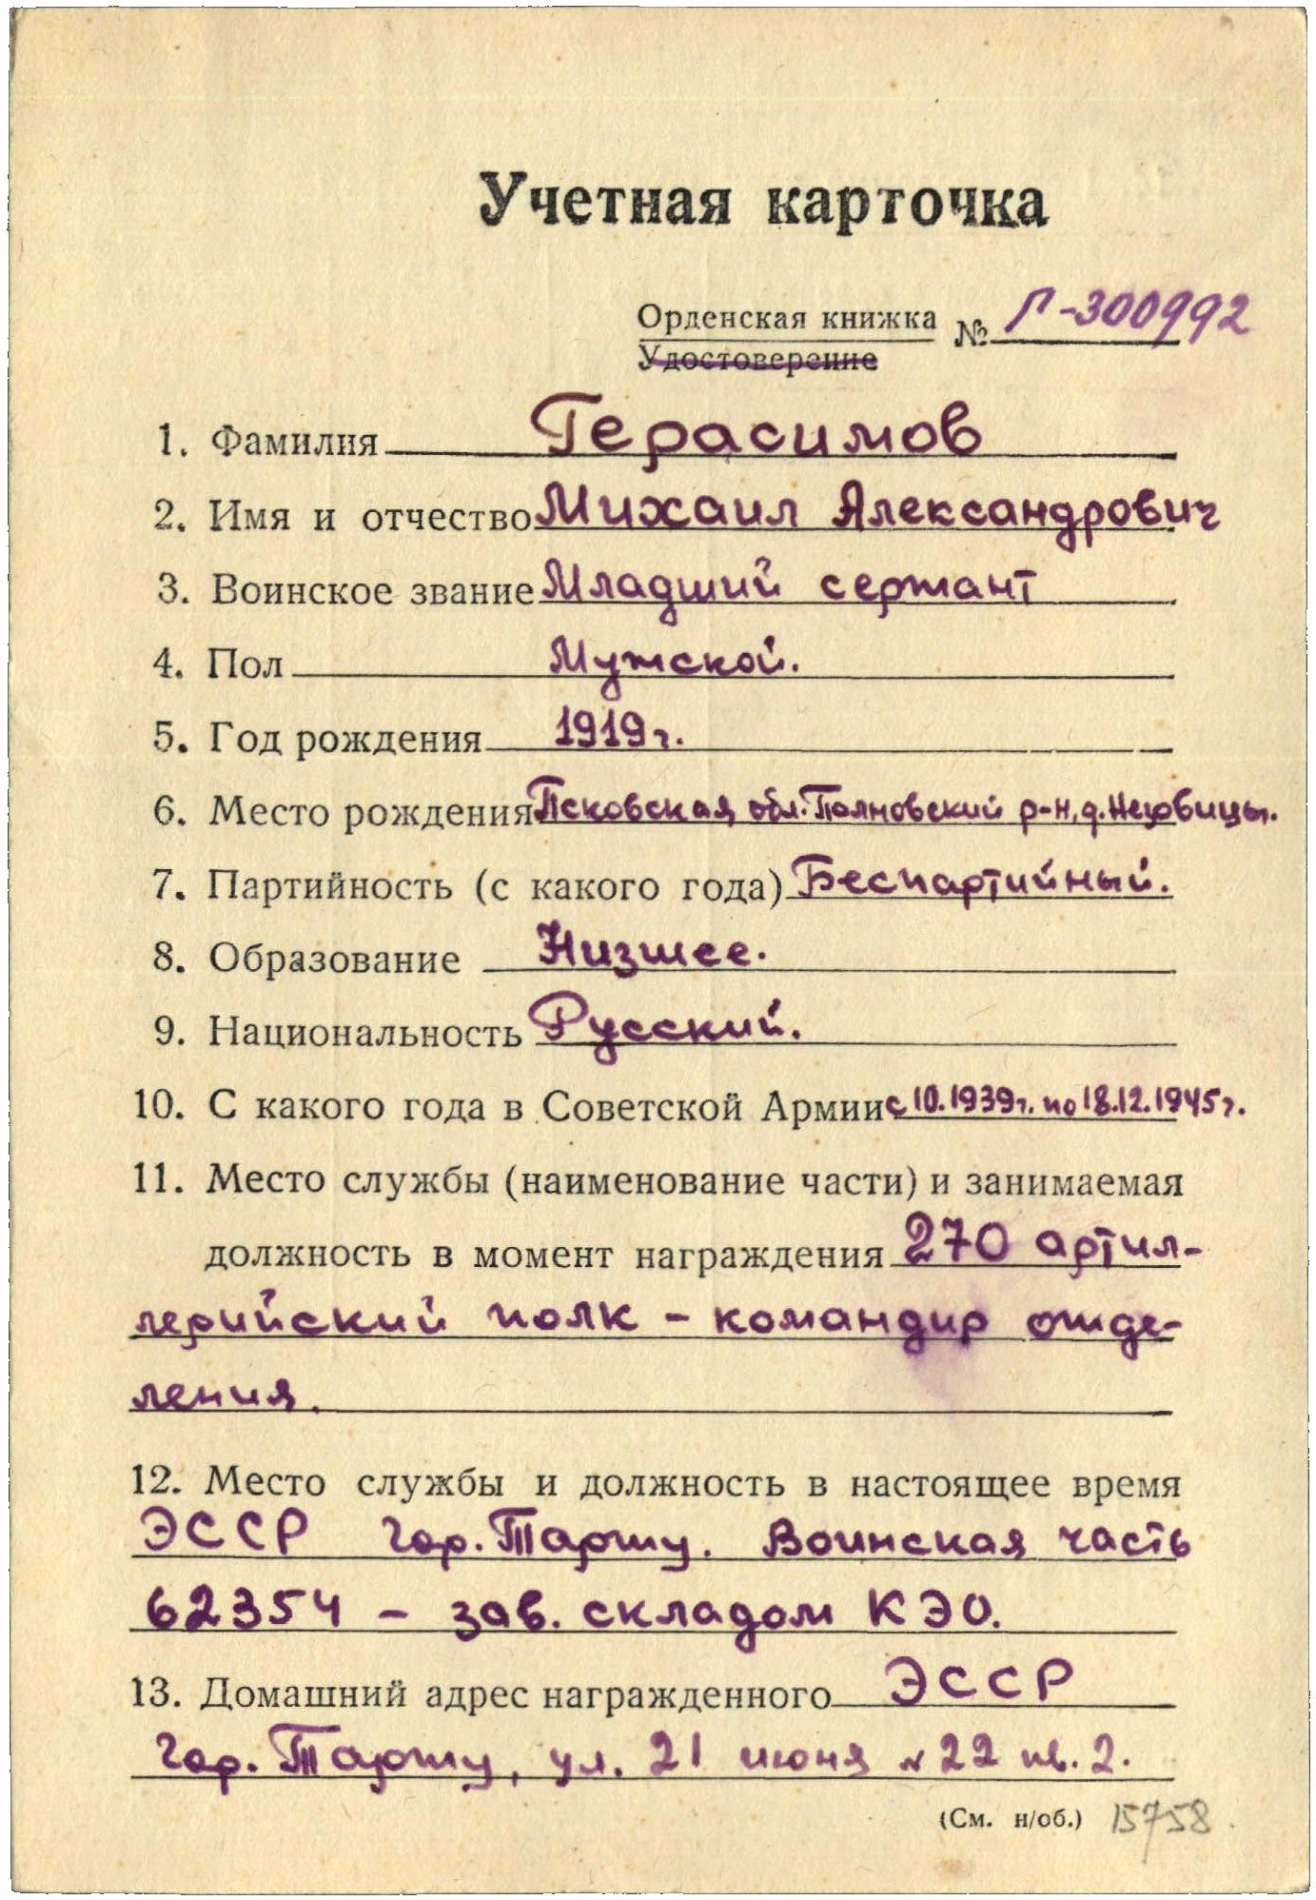 Учетная карточка
Орденская книжка № Г-300992
Удостоверение
1. Фамилия Герасимов
2. Имя и отчество Михаил Александрович
3. Воинское звание Младший сержант
4. Пол Мужской.
5. Год рождения 1919 г.
6. Место рождения Псковская обл. Полновский р-н, д.
7. Партийность (с какого года) Беспартийный.
8. Образование Низшее.
9. Национальность Русский.
10. С какого года в Советской Армии с 10.1939 г. по 18.12.1945 г.
11. Место службы (наименование части) и занимаемая
должность в момент награждения 270 артил-
лерийский полк – командир отде-
ления.
12. Место службы и должность в настоящее время
ЭССР гор. Тарту. Воинская часть
62354 – зав. складом КЭО.
13. Домашний адрес награжденного ЭССР
гор. Тарту, ул. 21 июня № 22 кв. 2.
(См. н/об.) 15758